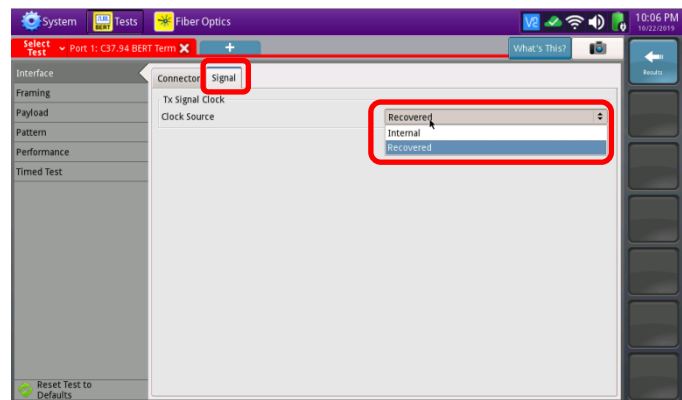 System
BERT
Tests
Fiber Optics
V2
10:06 PM
10/22/2019
Select
Test
Port 1: C37.94 BERT Term
What's This?
Results
Interface
Framing
Payload
Pattern
Performance
Timed Test
Connector
Signal
Tx Signal Clock
Clock Source
Recovered
Internal
Recovered
Reset Test to
Defaults